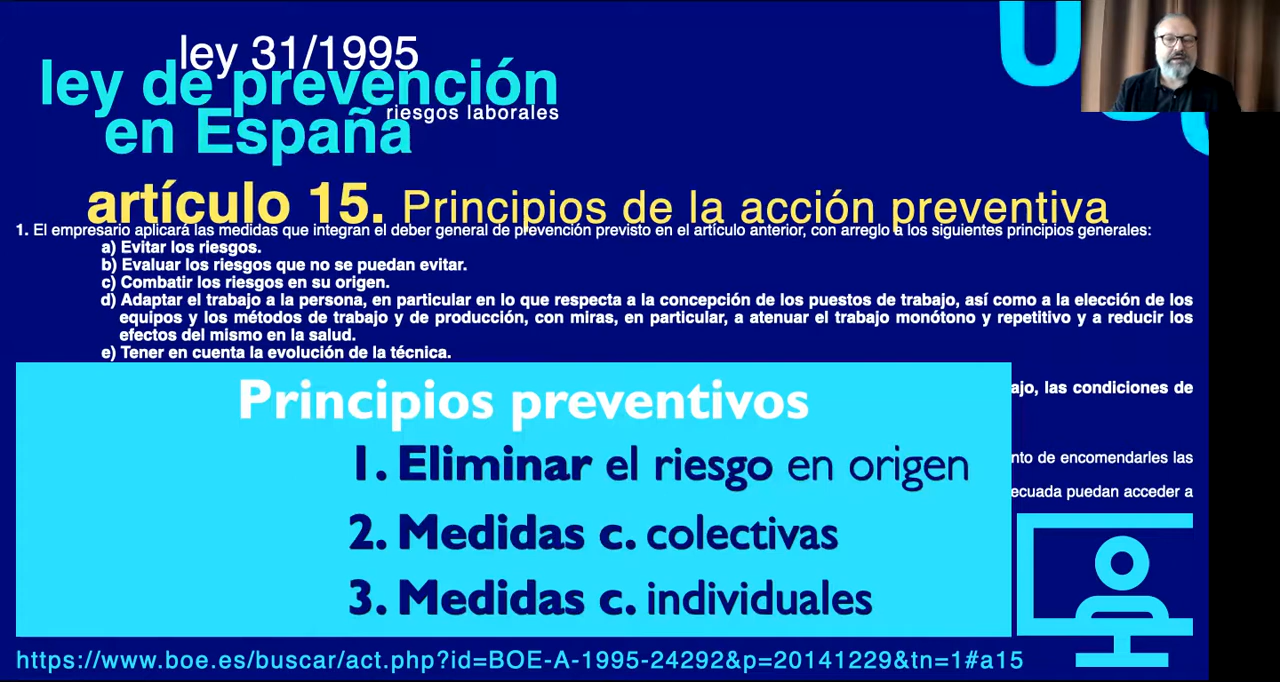 ley 31/1995
ley de prevención
riesgos laborales
en España
artículo 15. Principios de la acción preventiva
1. El empresario aplicará las medidas que integran el deber general de prevención previsto en el artículo anterior, con arreglo a los siguientes principios generales:
a) Evitar los riesgos.
b) Evaluar los riesgos que no se puedan evitar.
c) Combatir los riesgos en su origen.
d) Adaptar el trabajo a la persona, en particular en lo que respecta a la concepción de los puestos de trabajo, así como a la elección de los
equipos y los métodos de trabajo y de producción, con miras, en particular, a atenuar el trabajo monótono y repetitivo y a reducir los
efectos del mismo en la salud.
e) Tener en cuenta la evolución de la técnica.
ajo, las condiciones de
nto de encomendarles las
ecuada puedan acceder a
Principios preventivos
1. Eliminar el riesgo en origen
2. Medidas c. colectivas
3. Medidas c. individuales
https://www.boe.es/buscar/act.php?id=BOE-A-1995-24292&p=20141229&tn=1#a15